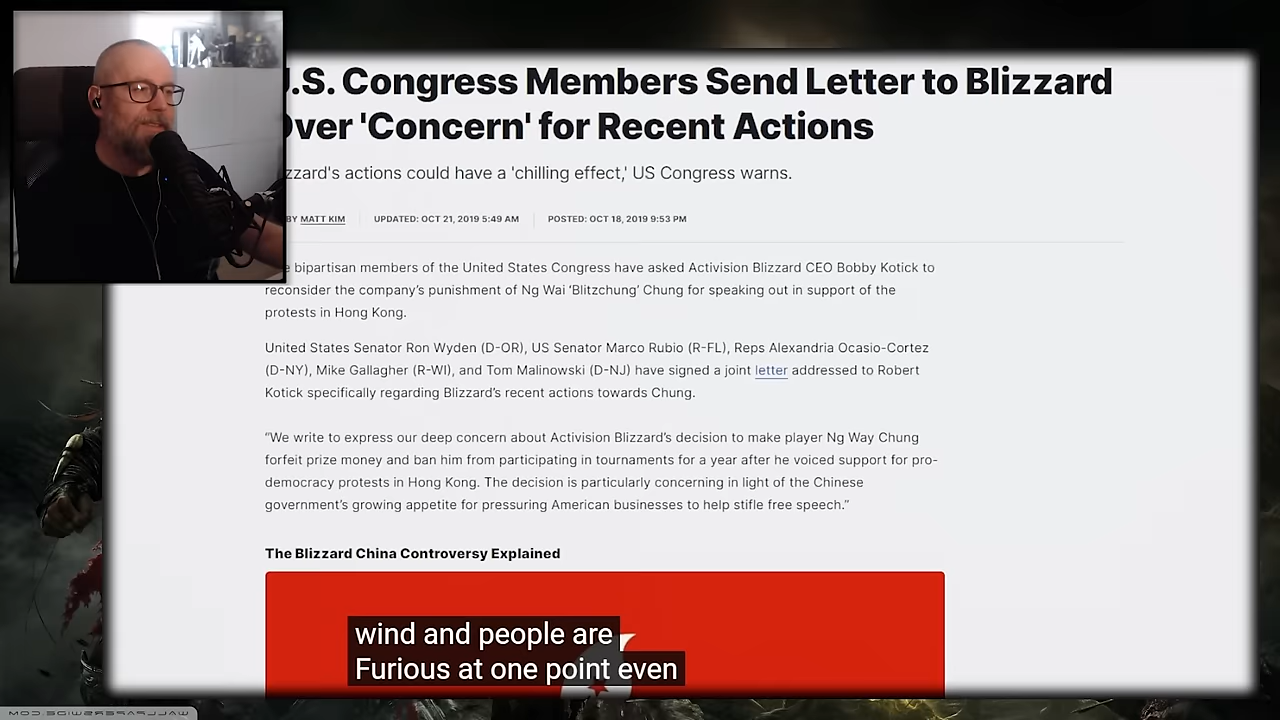 .S. Congress Members Send Letter to Blizzard
ver 'Concern' for Recent Actions
zzard's actions could have a 'chilling effect,' US Congress warns.
BY MATT KIM UPDATED: OCT 21, 2019 5:49 AM POSTED: OCT 18, 2019 9:53 PM
e bipartisan members of the United States Congress have asked Activision Blizzard CEO Bobby Kotick to
reconsider the company's punishment of Ng Wai 'Blitzchung' Chung for speaking out in support of the
protests in Hong Kong.
United States Senator Ron Wyden (D-OR), US Senator Marco Rubio (R-FL), Reps Alexandria Ocasio-Cortez
(D-NY), Mike Gallagher (R-WI), and Tom Malinowski (D-NJ) have signed a joint letter addressed to Robert
Kotick specifically regarding Blizzard's recent actions towards Chung.
“We write to express our deep concern about Activision Blizzard's decision to make player Ng Way Chung
forfeit prize money and ban him from participating in tournaments for a year after he voiced support for pro-
democracy protests in Hong Kong. The decision is particularly concerning in light of the Chinese
government's growing appetite for pressuring American businesses to help stifle free speech.”
The Blizzard China Controversy Explained
wind and people are
Furious at one point even
WALLPAPERSWIDE.COM